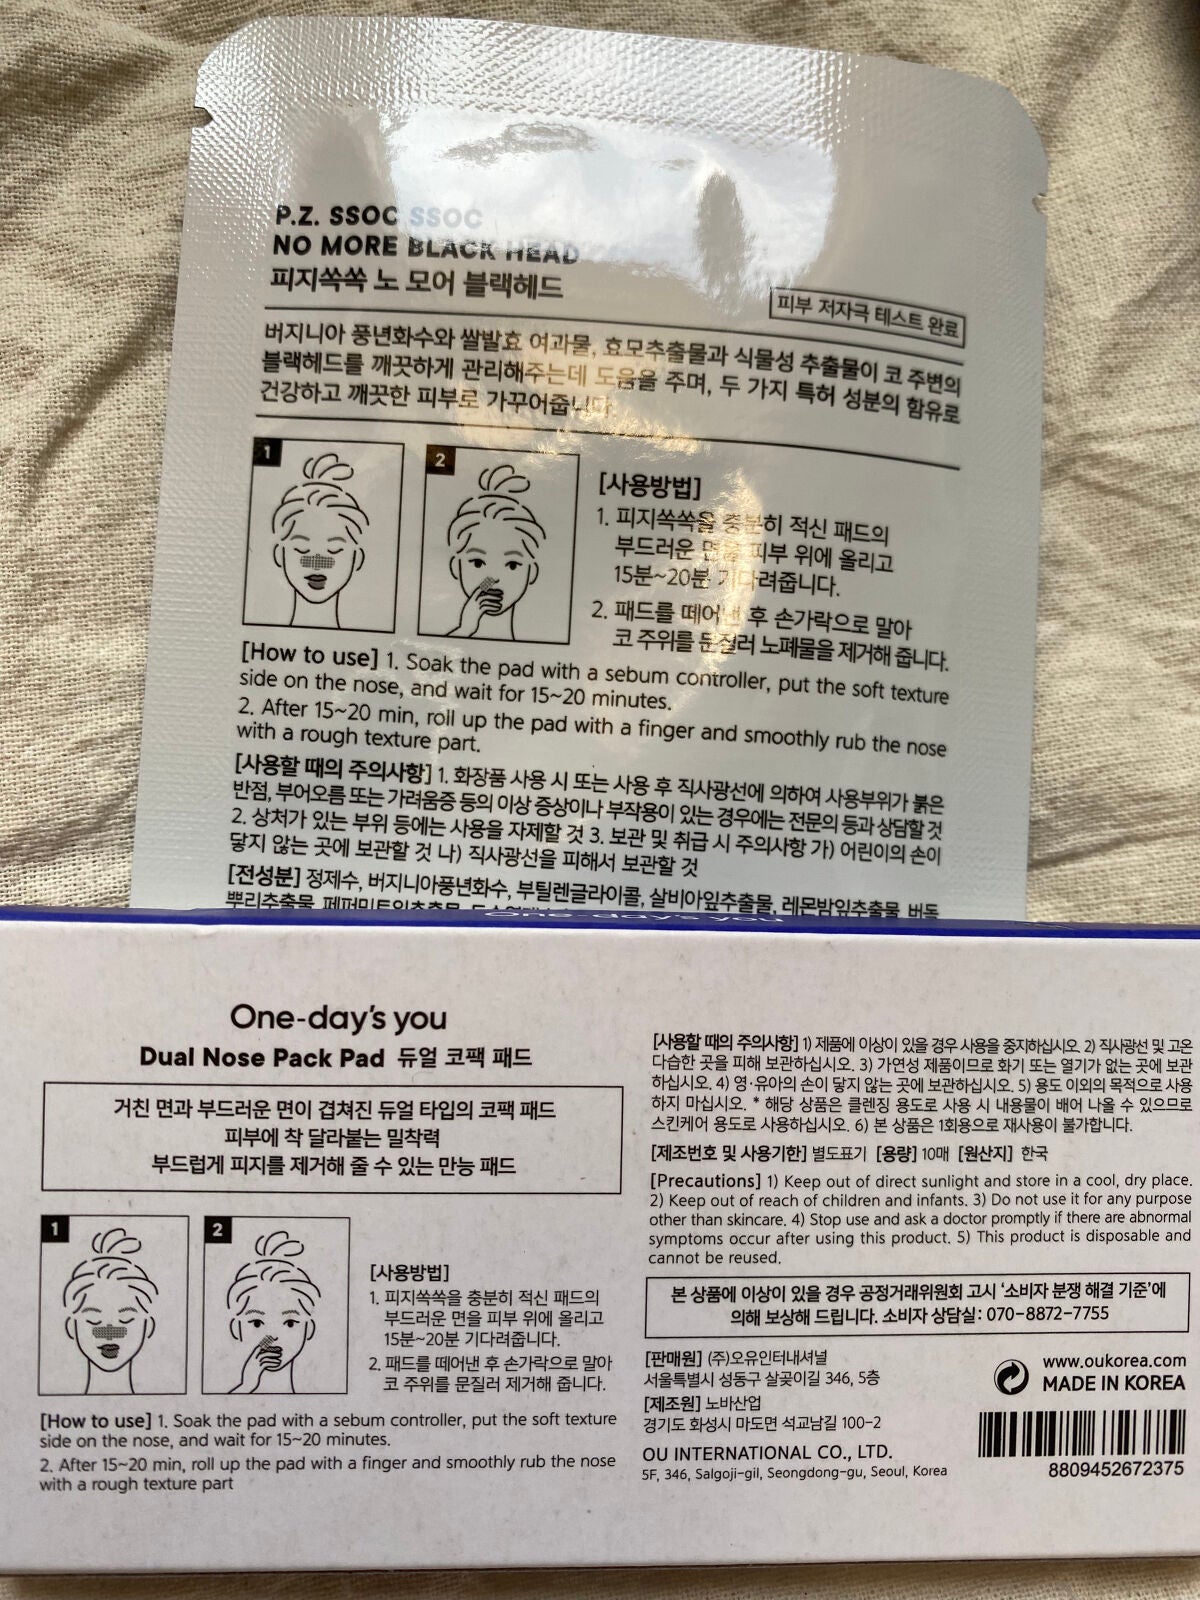 P.Z. SSOC SSOC
NO MORE BLACK HEAD
피지쏙쏙 노 모어 블랙헤드
피부 저자극 테스트 완료
버지니아 풍년화수와 쌀발효 여과물, 효모추출물과 식물성 추출물이 코 주변의
블랙헤드를 깨끗하게 관리해주는데 도움을 주며, 두 가지 특허 성분의 함유로
건강하고 깨끗한 피부로 가꾸어줍니다.
1
2
[사용방법]
1. 피지쏙쏙을 충분히 적신 패드의
부드러운 면을 피부 위에 올리고
15분~20분 기다려줍니다.
2. 패드를 떼어낸 후 손가락으로 말아
코 주위를 문질러 노폐물을 제거해 줍니다.
[How to use] 1. Soak the pad with a sebum controller, put the soft texture
side on the nose, and wait for 15~20 minutes.
2. After 15~20 min, roll up the pad with a finger and smoothly rub the nose
with a rough texture part.
[사용할 때의 주의사항] 1. 화장품 사용 시 또는 사용 후 직사광선에 의하여 사용부위가 붉은
반점, 부어오름 또는 가려움증 등의 이상 증상이나 부작용이 있는 경우에는 전문의 등과 상담할 것
2. 상처가 있는 부위 등에는 사용을 자제할 것 3. 보관 및 취급 시 주의사항 가) 어린이의 손이
닿지 않는 곳에 보관할 것 나) 직사광선을 피해서 보관할 것
[전성분] 정제수, 버지니아풍년화수, 부틸렌글라이콜, 살비아잎추출물, 레몬밤잎추출물, 버독
뿌리추출물, 페퍼민트잎추출물,
One-day's you
One-day's you
Dual Nose Pack Pad 듀얼 코팩 패드
거친 면과 부드러운 면이 겹쳐진 듀얼 타입의 코팩 패드
피부에 착 달라붙는 밀착력
부드럽게 피지를 제거해 줄 수 있는 만능 패드
1
2
[사용방법]
1. 피지쏙쏙을 충분히 적신 패드의
부드러운 면을 피부 위에 올리고
15분~20분 기다려줍니다.
2. 패드를 떼어낸 후 손가락으로 말아
코 주위를 문질러 제거해 줍니다.
[How to use] 1. Soak the pad with a sebum controller, put the soft texture
side on the nose, and wait for 15~20 minutes.
2. After 15~20 min, roll up the pad with a finger and smoothly rub the nose
with a rough texture part
[사용할 때의 주의사항] 1) 제품에 이상이 있을 경우 사용을 중지하십시오. 2) 직사광선 및 고온
다습한 곳을 피해 보관하십시오. 3) 가연성 제품이므로 화기 또는 열기가 없는 곳에 보관
하십시오. 4) 영·유아의 손이 닿지 않는 곳에 보관하십시오. 5) 용도 이외의 목적으로 사용
하지 마십시오. * 해당 상품은 클렌징 용도로 사용 시 내용물이 배어 나올 수 있으므로
스킨케어 용도로 사용하십시오. 6) 본 상품은 1회용으로 재사용이 불가합니다.
[제조번호 및 사용기한] 별도표기 [용량] 10매 [원산지] 한국
[Precautions] 1) Keep out of direct sunlight and store in a cool, dry place.
2) Keep out of reach of children and infants. 3) Do not use it for any purpose
other than skincare. 4) Stop use and ask a doctor promptly if there are abnormal
symptoms occur after using this product. 5) This product is disposable and
cannot be reused.
본 상품에 이상이 있을 경우 공정거래위원회 고시 '소비자 분쟁 해결 기준'에
의해 보상해 드립니다. 소비자 상담실: 070-8872-7755
[판매원] (주)오유인터내셔널
서울특별시 성동구 살곶이길 346, 5층
[제조원] 노바산업
경기도 화성시 마도면 석교남길 100-2
OU INTERNATIONAL CO., LTD.
5F, 346, Salgoji-gil, Seongdong-gu, Seoul, Korea
www.oukorea.com
MADE IN KOREA
8809452672375